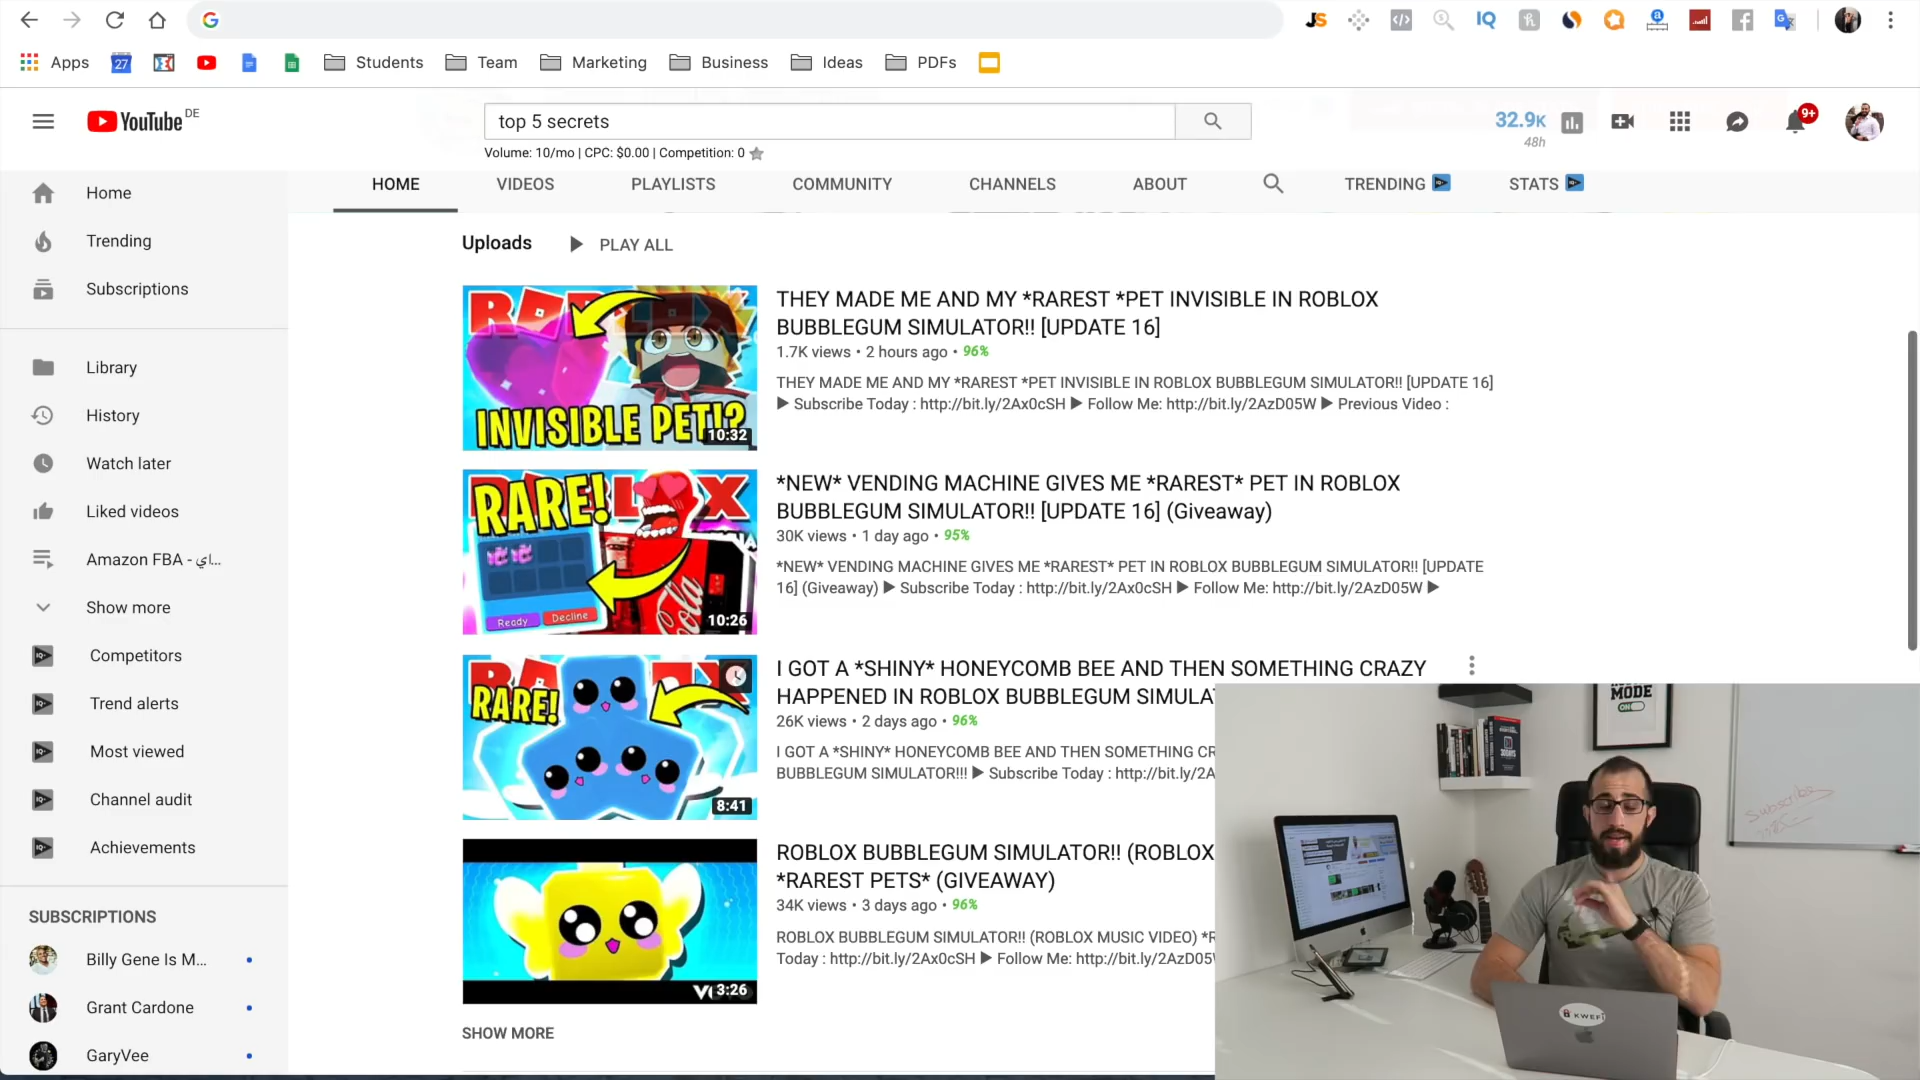 Apps
27
Students
Team
Marketing
Business
Ideas
PDFs
JS
IQ
YouTube DE
top 5 secrets
Volume: 10/mo | CPC: $0.00 | Competition: 0
32.9K
48h
9+
HOME
VIDEOS
PLAYLISTS
COMMUNITY
CHANNELS
ABOUT
TRENDING
STATS
Home
Trending
Subscriptions
Library
History
Watch later
Liked videos
Amazon FBA - اي...
Show more
Competitors
Trend alerts
Most viewed
Channel audit
Achievements
SUBSCRIPTIONS
Billy Gene Is M...
Grant Cardone
GaryVee
Uploads
PLAY ALL
INVISIBLE PET!?
10:32
THEY MADE ME AND MY *RAREST *PET INVISIBLE IN ROBLOX
BUBBLEGUM SIMULATOR!! [UPDATE 16]
1.7K views • 2 hours ago • 96%
THEY MADE ME AND MY *RAREST *PET INVISIBLE IN ROBLOX BUBBLEGUM SIMULATOR!! [UPDATE 16]
▶ Subscribe Today : http://bit.ly/2Ax0cSH ▶ Follow Me: http://bit.ly/2AzD05W ▶ Previous Video :
RARE!
Ready
Decline
Cola
10:26
*NEW* VENDING MACHINE GIVES ME *RAREST* PET IN ROBLOX
BUBBLEGUM SIMULATOR!! [UPDATE 16] (Giveaway)
30K views • 1 day ago • 95%
*NEW* VENDING MACHINE GIVES ME *RAREST* PET IN ROBLOX BUBBLEGUM SIMULATOR!! [UPDATE
16] (Giveaway) ▶ Subscribe Today : http://bit.ly/2Ax0cSH ▶ Follow Me: http://bit.ly/2AzD05W ▶
RARE!
8:41
I GOT A *SHINY* HONEYCOMB BEE AND THEN SOMETHING CRAZY
HAPPENED IN ROBLOX BUBBLEGUM SIMULAT
26K views • 2 days ago • 96%
I GOT A *SHINY* HONEYCOMB BEE AND THEN SOMETHING CR
BUBBLEGUM SIMULATOR!!! ▶ Subscribe Today : http://bit.ly/2A
3:26
ROBLOX BUBBLEGUM SIMULATOR!! (ROBLOX
*RAREST PETS* (GIVEAWAY)
34K views • 3 days ago • 96%
ROBLOX BUBBLEGUM SIMULATOR!! (ROBLOX MUSIC VIDEO) *R
Today : http://bit.ly/2Ax0cSH ▶ Follow Me: http://bit.ly/2AzD05W
SHOW MORE
MODE
ON
Subscribe
KWEFI